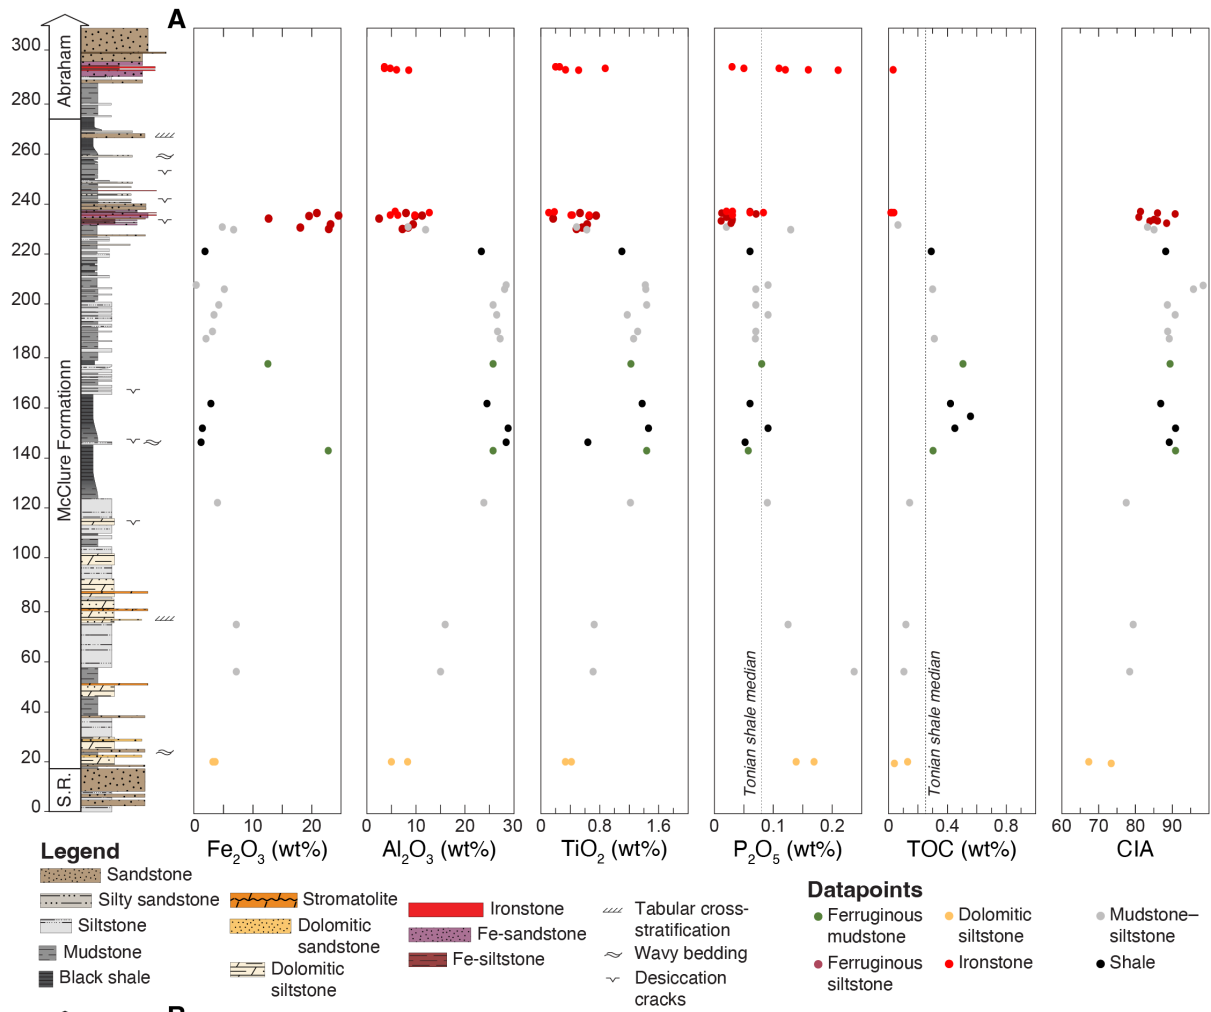 A
Abraham
McClure Formationn
S.R.
300
280
260
240
220
200
180
160
140
120
100
80
60
40
20
0
Tonian shale median
Tonian shale median
0 10 20
0 10 20 30
0 0.8 1.6
0 0.1 0.2
0 0.4 0.8
60 70 80 90
Fe₂O₃ (wt%)
Al₂O₃ (wt%)
TiO₂ (wt%)
P₂O₅ (wt%)
TOC (wt%)
CIA
Legend
Sandstone
Silty sandstone
Siltstone
Mudstone
Black shale
Stromatolite
Dolomitic
sandstone
Dolomitic
siltstone
Ironstone
Fe-sandstone
Fe-siltstone
Tabular cross-
stratification
Wavy bedding
Desiccation
cracks
Datapoints
Ferruginous
mudstone
Ferruginous
siltstone
Dolomitic
siltstone
Ironstone
Mudstone–
siltstone
Shale